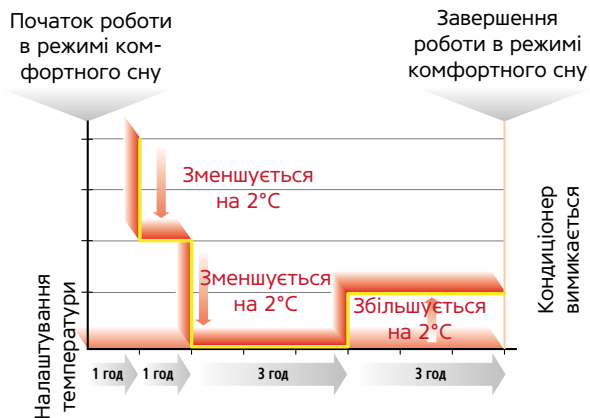 Початок роботи
в режимі ком-
фортного сну
Завершення
роботи в режимі
комфортного сну
Зменшується
на 2°C
Зменшується
на 2°C
Збільшується
на 2°C
Налаштування
температури
Кондиціонер
вимикається
1 год
1 год
3 год
3 год